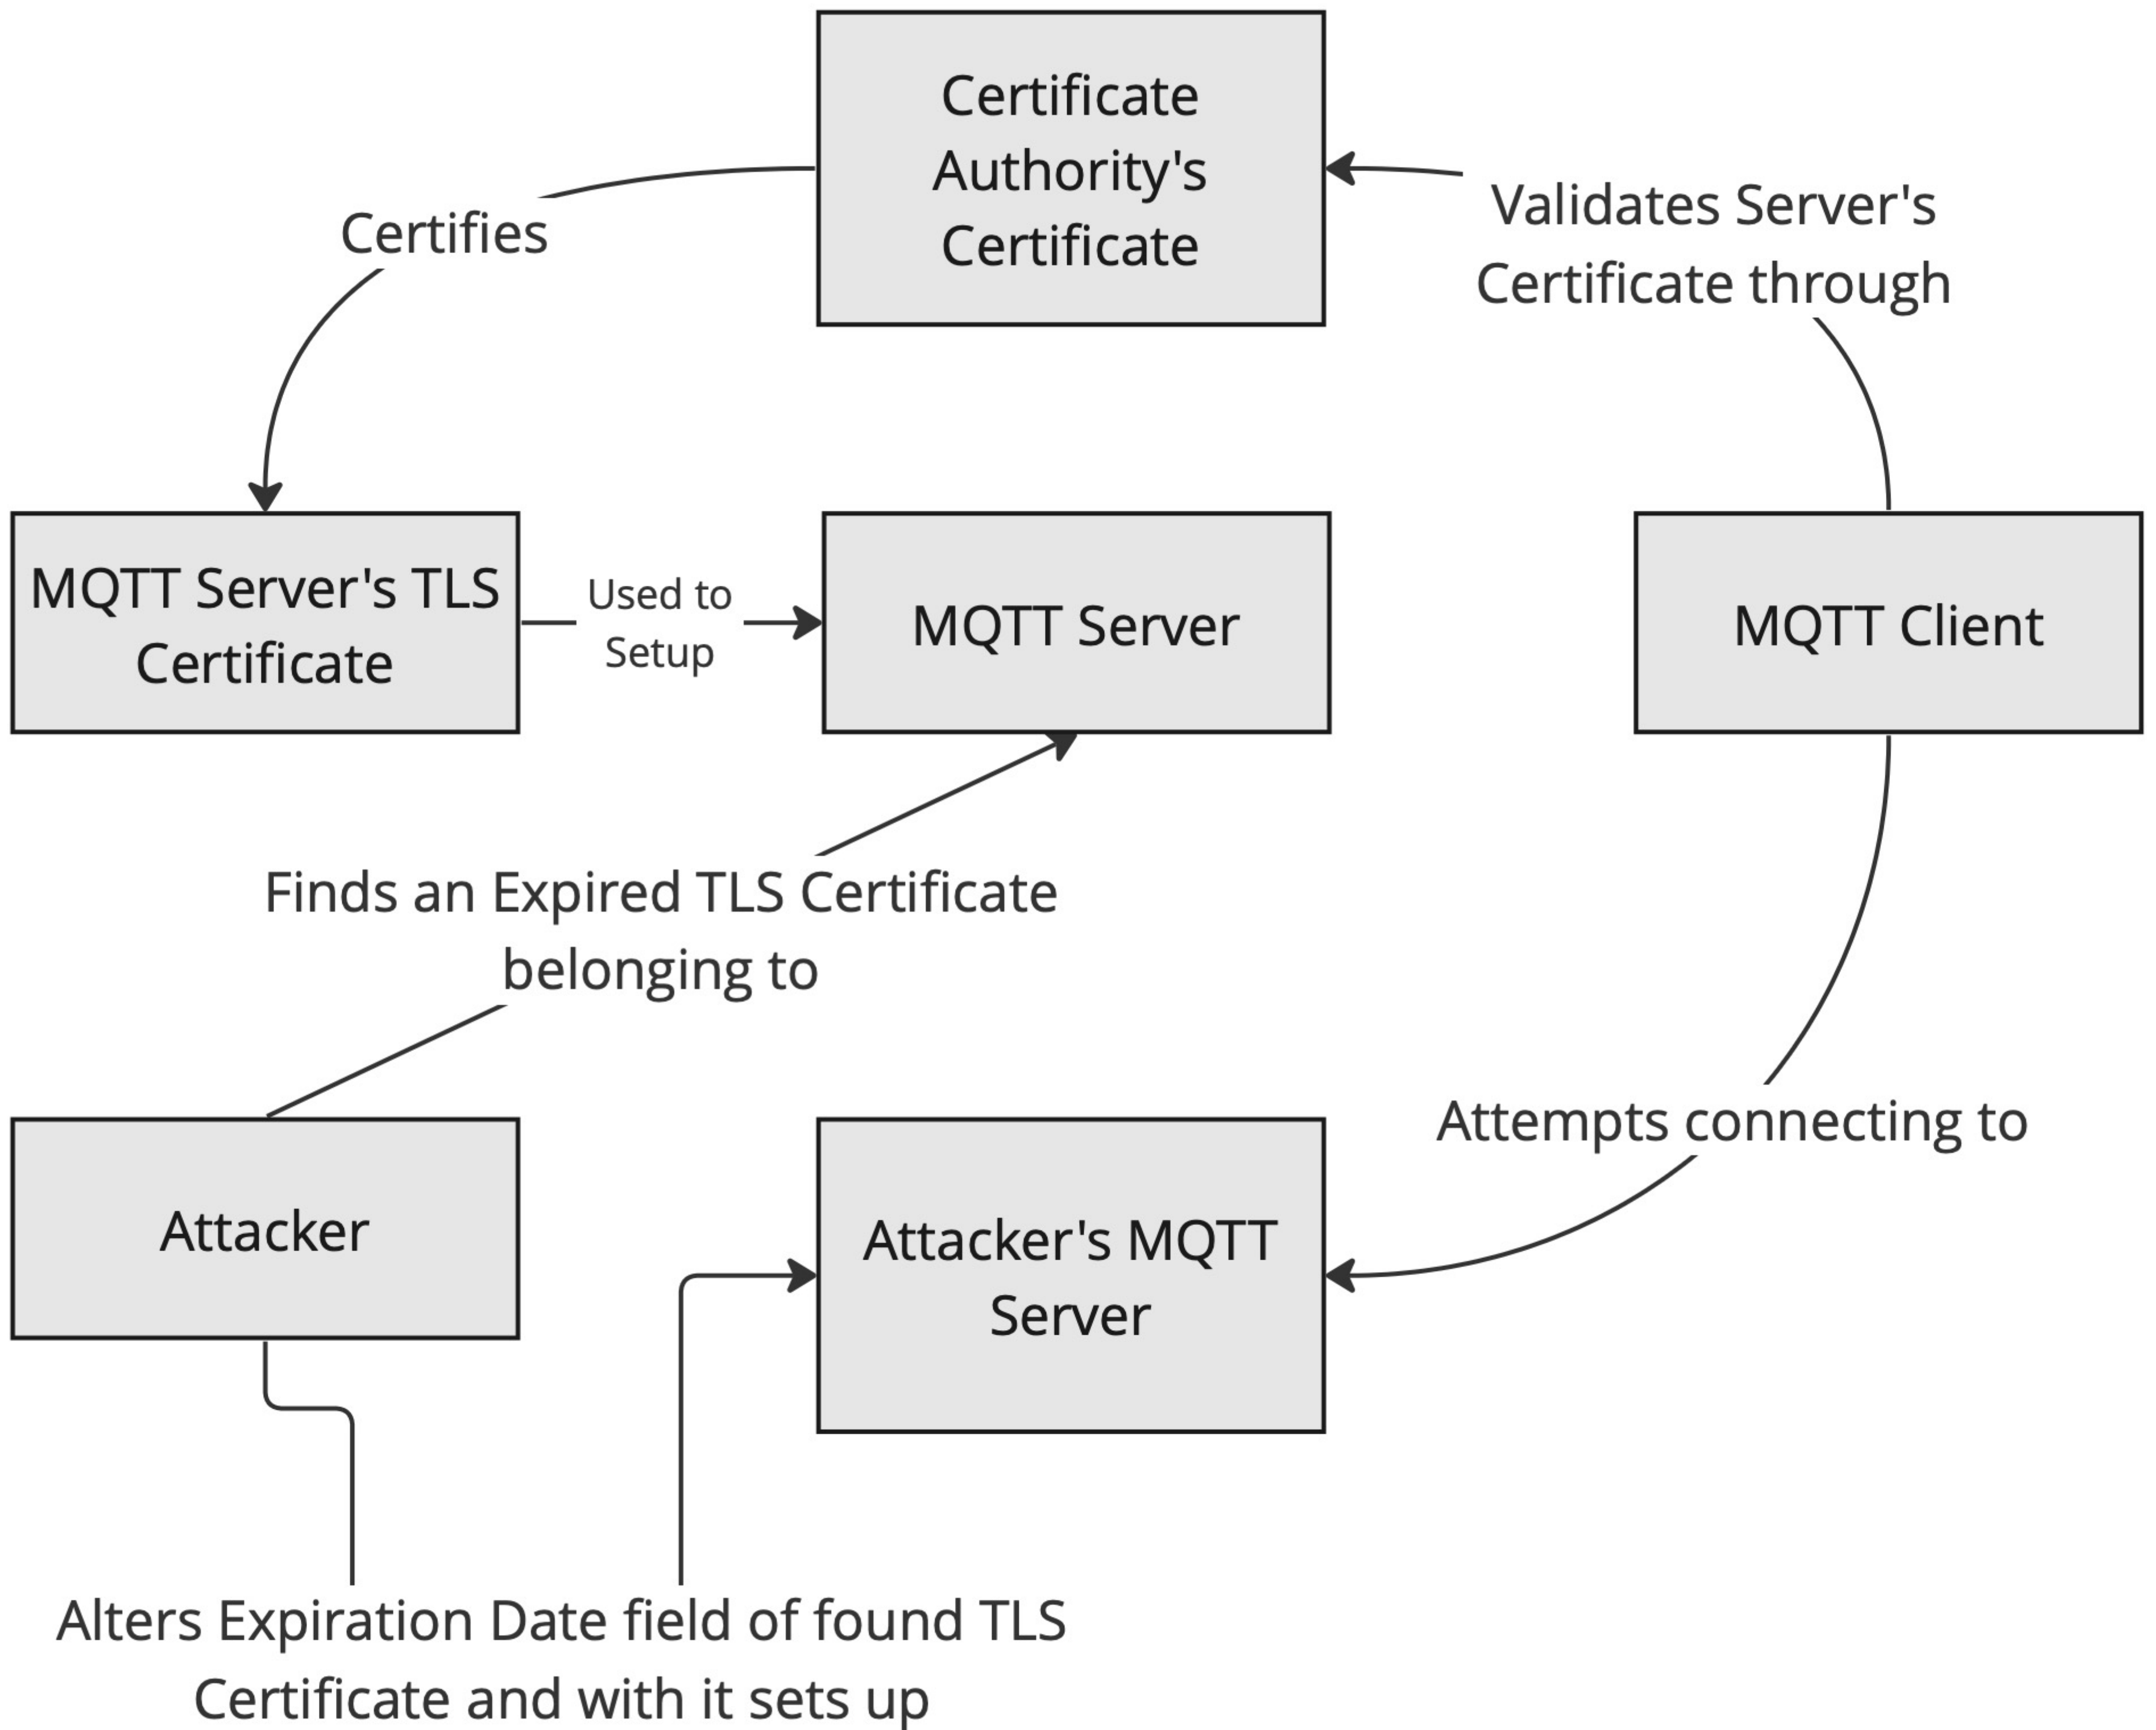 Certificate
Authority's
Certificate
Certifies
Validates Server's
Certificate through
MQTT Server's TLS
Certificate
Used to
Setup
MQTT Server
MQTT Client
Finds an Expired TLS Certificate
belonging to
Attempts connecting to
Attacker
Attacker's MQTT
Server
Alters Expiration Date field of found TLS
Certificate and with it sets up